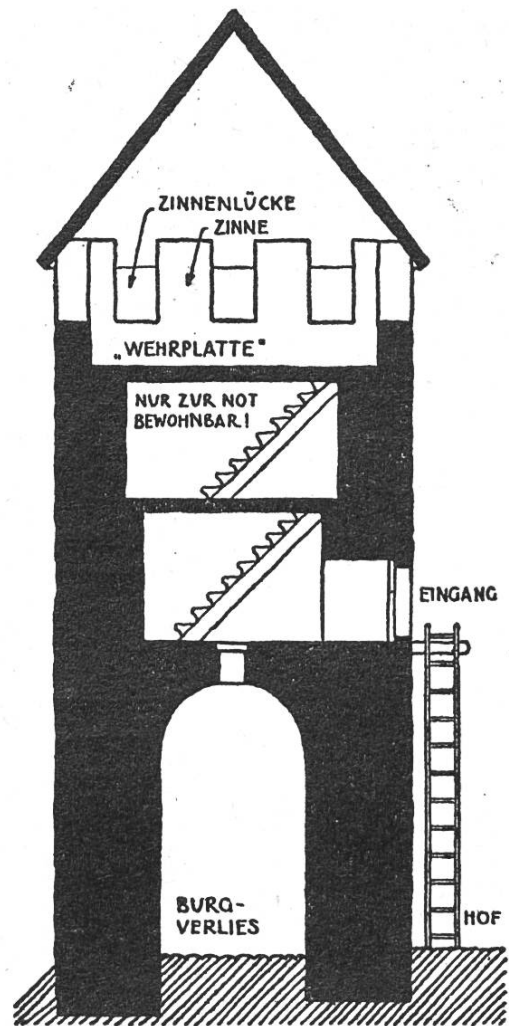 ZINNENLÜCKE
ZINNE
„WEHRPLATTE"
NUR ZUR NOT
BEWOHNBAR!
EINGANG
BURG-
VERLIES
HOF